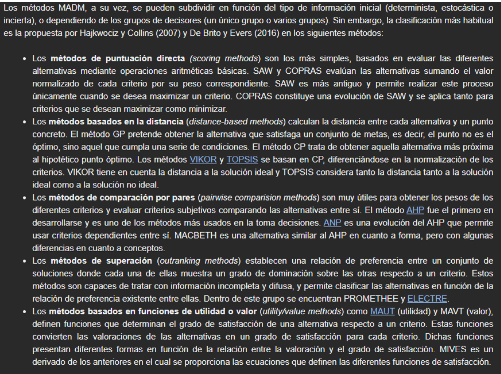 Los métodos MADM, a su vez, se pueden subdividir en función del tipo de información inicial (determinista, estocástica o
incierta), o dependiendo de los grupos de decisores (un único grupo o varios grupos). Sin embargo, la clasificación más habitual
es la propuesta por Hajkwociz y Collins (2007) y De Brito y Evers (2016) en los siguientes métodos:
• Los métodos de puntuación directa (scoring methods) son los más simples, basados en evaluar las diferentes
alternativas mediante operaciones aritméticas básicas. SAW y COPRAS evalúan las alternativas sumando el valor
normalizado de cada criterio por su peso correspondiente. SAW es más antiguo y permite realizar este proceso
únicamente cuando se desea maximizar un criterio. COPRAS constituye una evolución de SAW y se aplica tanto para
criterios que se desean maximizar como minimizar.
• Los métodos basados en la distancia (distance-based methods) calculan la distancia entre cada alternativa y un punto
concreto. El método GP pretende obtener la alternativa que satisfaga un conjunto de metas, es decir, el punto no es el
óptimo, sino aquel que cumpla una serie de condiciones. El método CP trata de obtener aquella alternativa más próxima
al hipotético punto óptimo. Los métodos VIKOR y TOPSIS se basan en CP, diferenciándose en la normalización de los
criterios. VIKOR tiene en cuenta la distancia a la solución ideal y TOPSIS considera tanto la distancia tanto a la solución
ideal como a la solución no ideal.
• Los métodos de comparación por pares (pairwise comparision methods) son muy útiles para obtener los pesos de los
diferentes criterios y evaluar criterios subjetivos comparando las alternativas entre sí. El método AHP fue el primero en
desarrollarse y es uno de los métodos más usados en la toma decisiones. ANP es una evolución del AHP que permite
usar criterios dependientes entre sí. MACBETH es una alternativa similar al AHP en cuanto a forma, pero con algunas
diferencias en cuanto a conceptos.
• Los métodos de superación (outranking methods) establecen una relación de preferencia entre un conjunto de
soluciones donde cada una de ellas muestra un grado de dominación sobre las otras respecto a un criterio. Estos
métodos son capaces de tratar con información incompleta y difusa, y permite clasificar las alternativas en función de la
relación de preferencia existente entre ellas. Dentro de este grupo se encuentran PROMETHEE y ELECTRE.
• Los métodos basados en funciones de utilidad o valor (utility/value methods) como MAUT (utilidad) y MAVT (valor),
definen funciones que determinan el grado de satisfacción de una alternativa respecto a un criterio. Estas funciones
convierten las valoraciones de las alternativas en un grado de satisfacción para cada criterio. Dichas funciones
presentan diferentes formas en función de la relación entre la valoración y el grado de satisfacción. MIVES es un
derivado de los anteriores en el cual se proporciona las ecuaciones que definen las diferentes funciones de satisfacción.